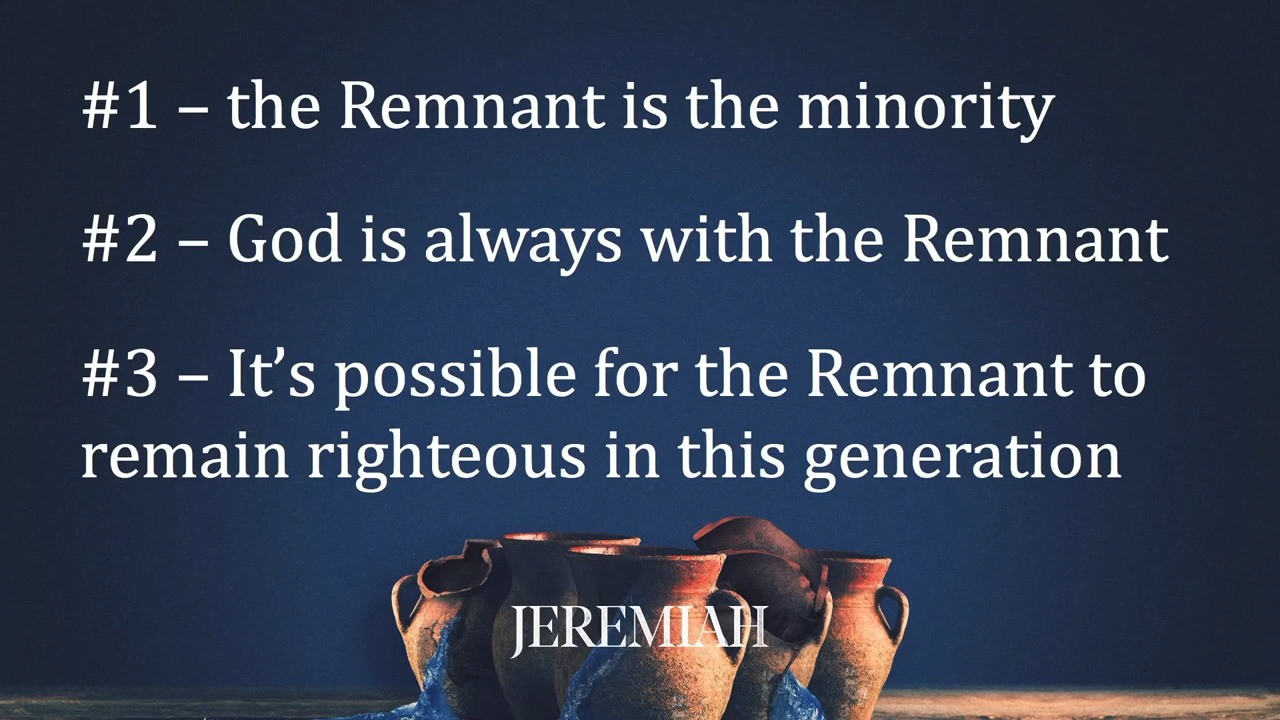 #1 – the Remnant is the minority
#2 – God is always with the Remnant
#3 – It’s possible for the Remnant to
remain righteous in this generation
JEREMIAH